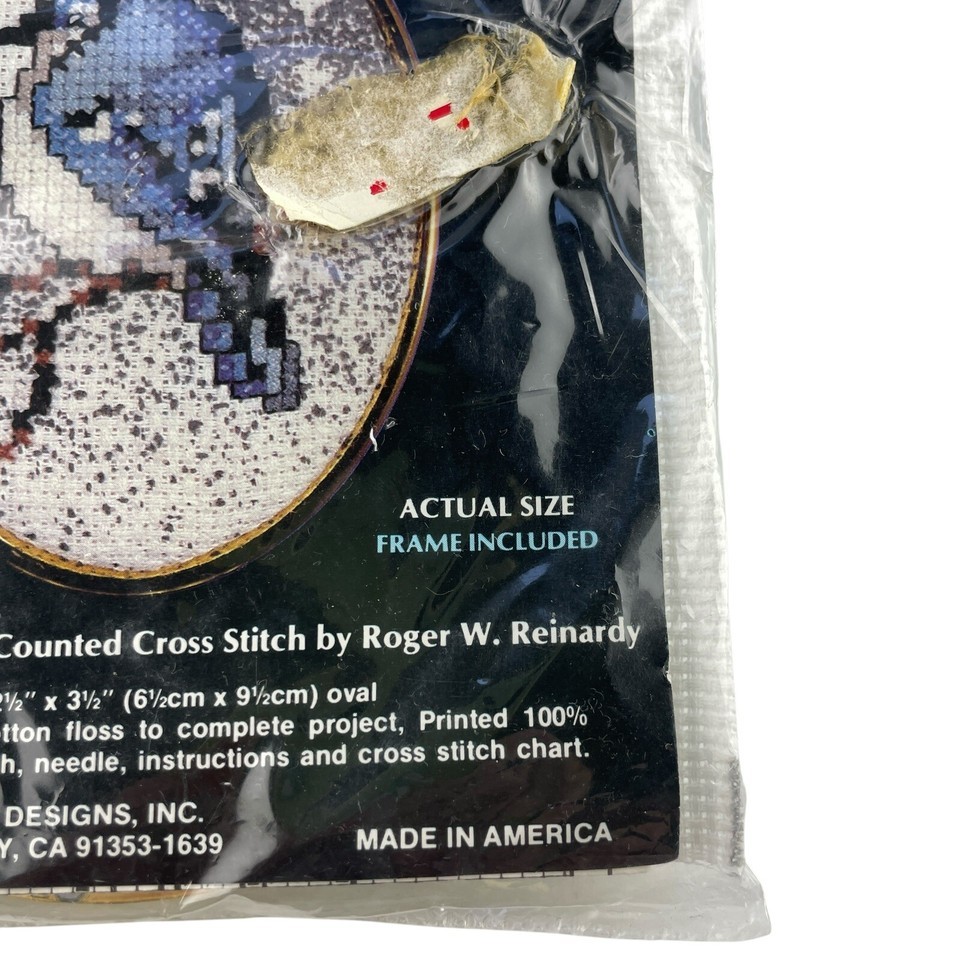 ACTUAL SIZE
FRAME INCLUDED
Counted Cross Stitch by Roger W. Reinardy
2½" x 3½" (6½cm x 9½cm) oval
floss to complete project, Printed 100%
needle, instructions and cross stitch chart.
DESIGNS, INC.
CA 91353-1639
MADE IN AMERICA